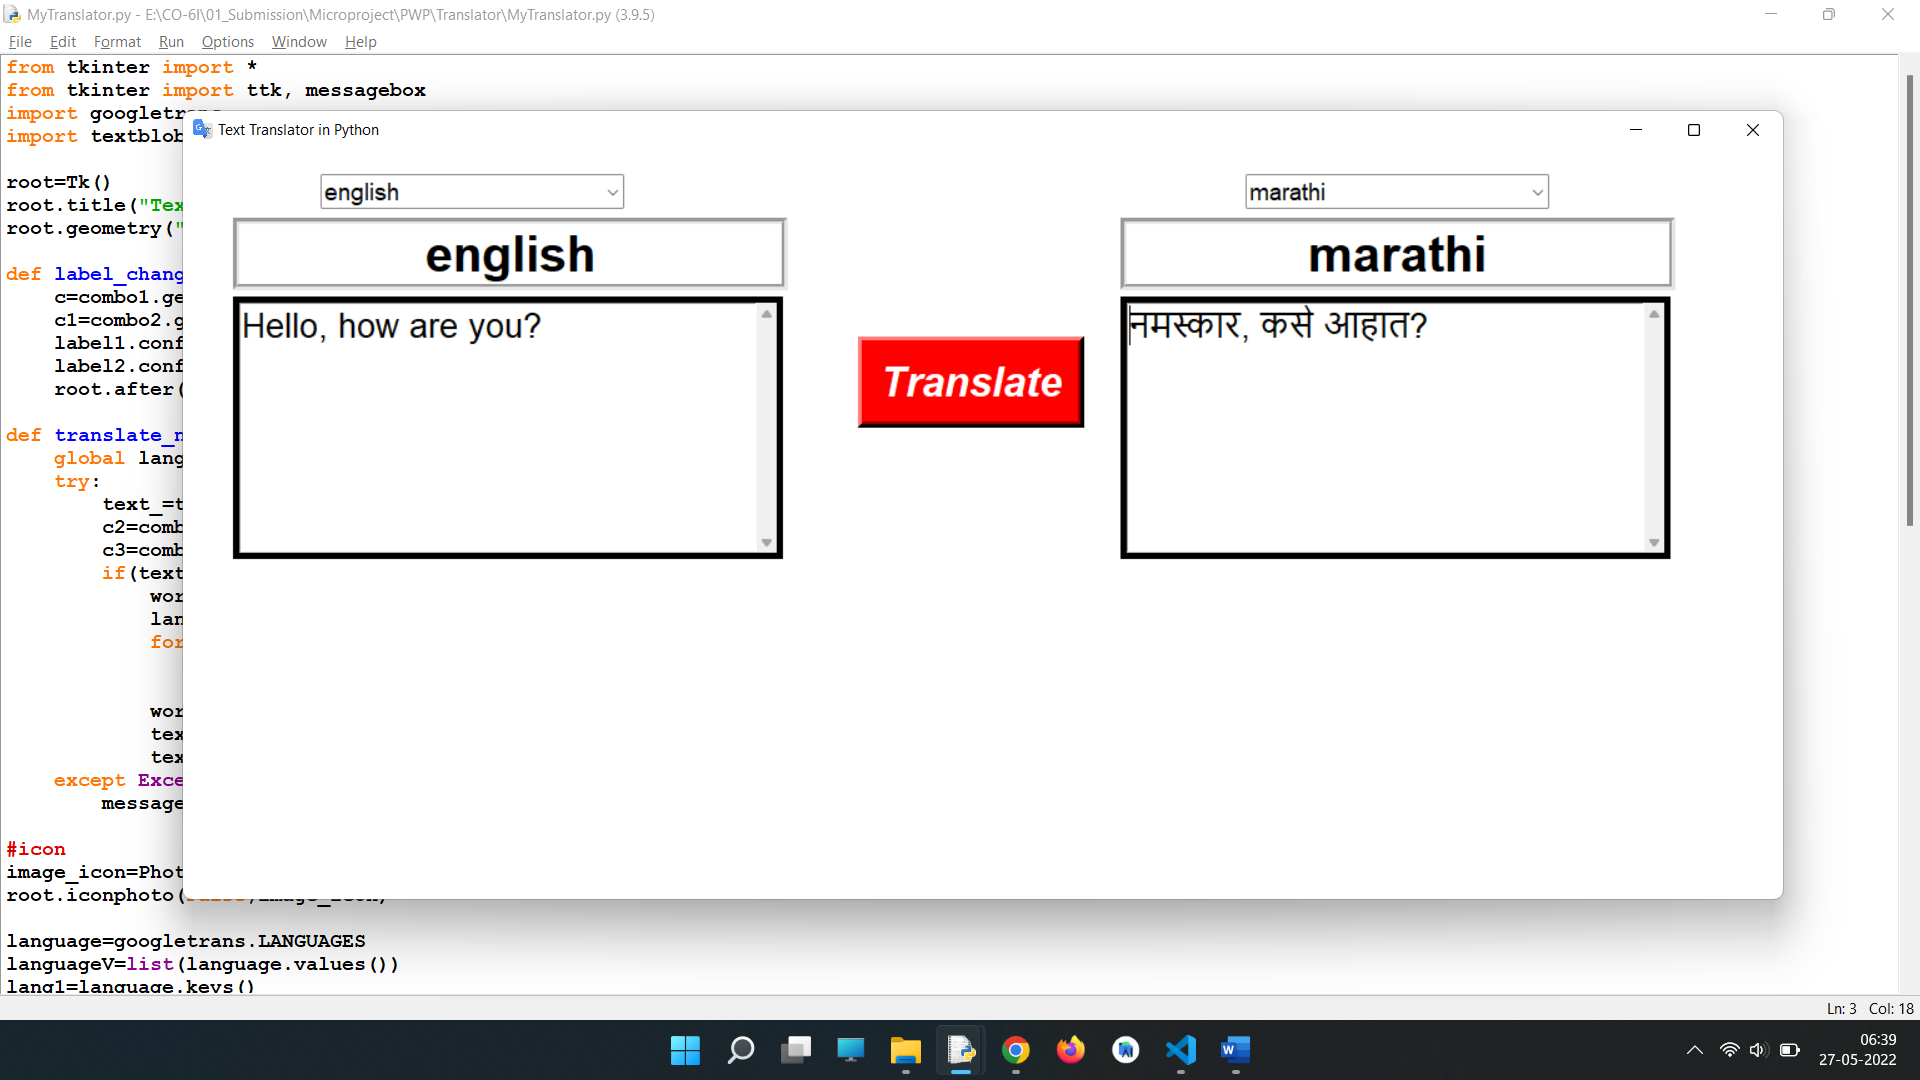 MyTranslator.py - E:\CO-6I\01_Submission\Microproject\PWP\Translator\MyTranslator.py (3.9.5)
File Edit Format Run Options Window Help
from tkinter import *
from tkinter import ttk, messagebox
import googletrans
import textblob
Text Translator in Python
root=Tk()
root.title("Tex
root.geometry("
english
marathi
english
marathi
def label_chang
c=combo1.ge
c1=combo2.g
label1.conf
label2.conf
root.after(
Hello, how are you?
Translate
नमस्कार, कसे आहात?
def translate_n
global lang
try:
text_=t
c2=comb
c3=comb
if(text
wor
lan
for
wor
tex
tex
except Exce
message
#icon
image_icon=Phot
root.iconphoto(False,image_icon)
language=googletrans.LANGUAGES
languageV=list(language.values())
lang1=language.keys()
Ln: 3 Col: 18
06:39
27-05-2022